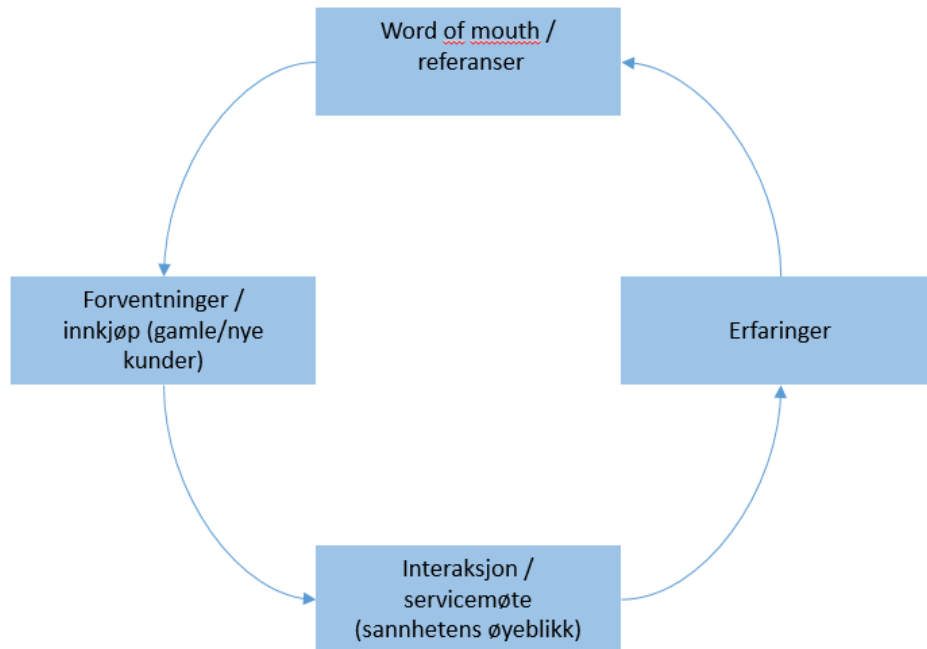 Word of mouth /
referanser
Forventninger /
innkjøp (gamle/nye
kunder)
Erfaringer
Interaksjon /
servicemøte
(sannhetens øyeblikk)